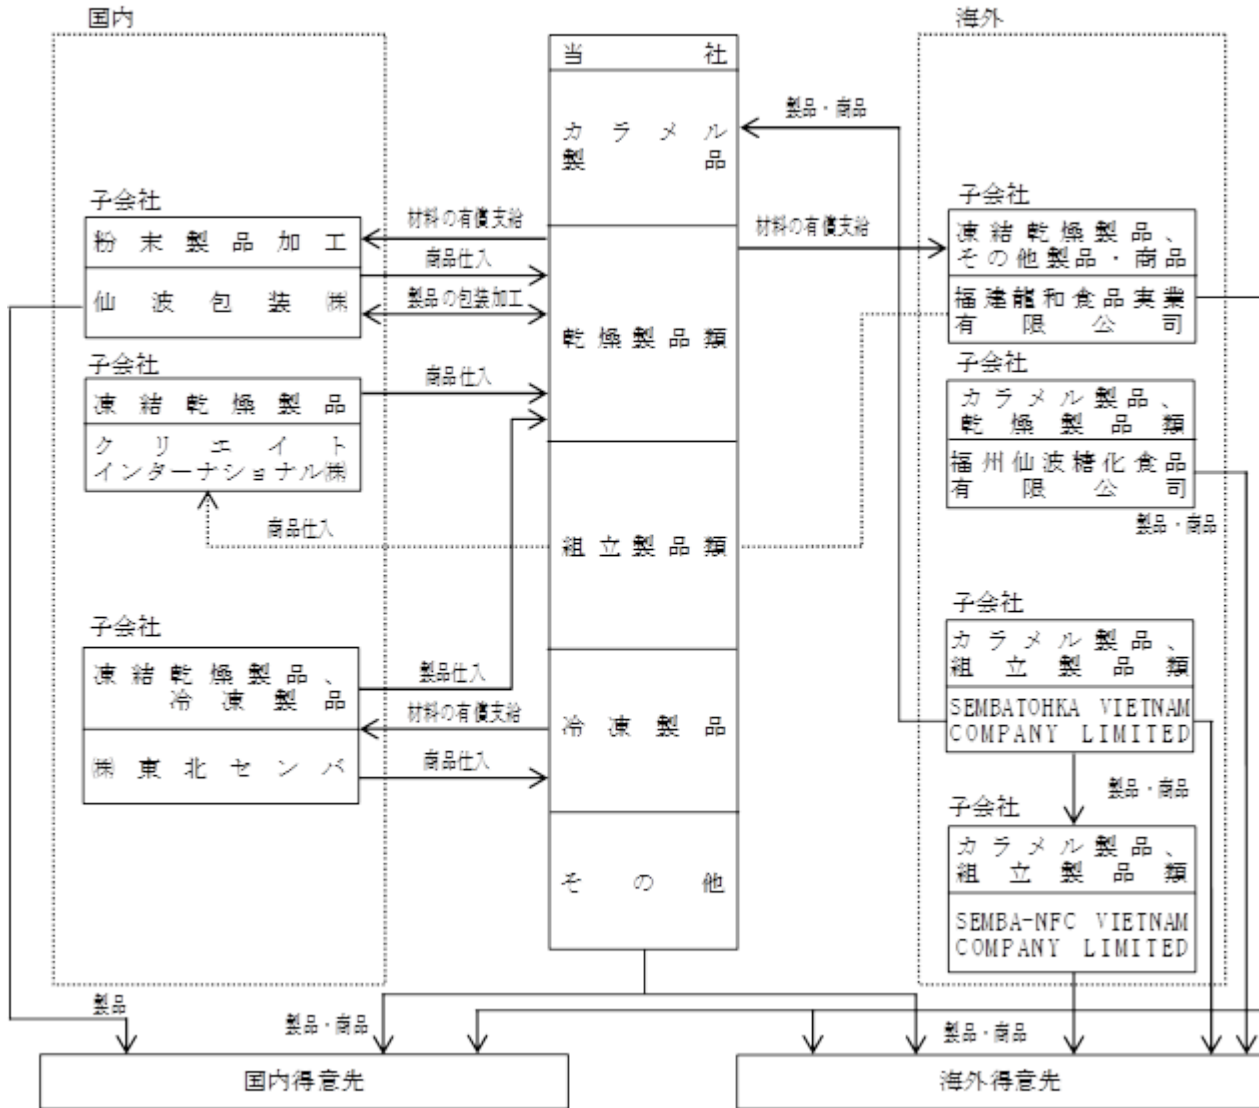 国内
海外
当社
カラメル
製品
乾燥製品類
組立製品類
冷凍製品
その他
子会社
粉末製品加工
仙波包装㈱
子会社
凍結乾燥製品
クリエイト
インターナショナル㈱
子会社
凍結乾燥製品、
冷凍製品
㈱東北センバ
材料の有償支給
商品仕入
製品の包装加工
商品仕入
商品仕入
製品仕入
材料の有償支給
商品仕入
製品・商品
材料の有償支給
子会社
凍結乾燥製品、
その他製品・商品
福建龍和食品実業
有限公司
子会社
カラメル製品、
乾燥製品類
福州仙波糖化食品
有限公司
製品・商品
子会社
カラメル製品、
組立製品類
SEMBATOHKA VIETNAM
COMPANY LIMITED
製品・商品
子会社
カラメル製品、
組立製品類
SEMBA-NFC VIETNAM
COMPANY LIMITED
製品
製品・商品
製品・商品
国内得意先
海外得意先